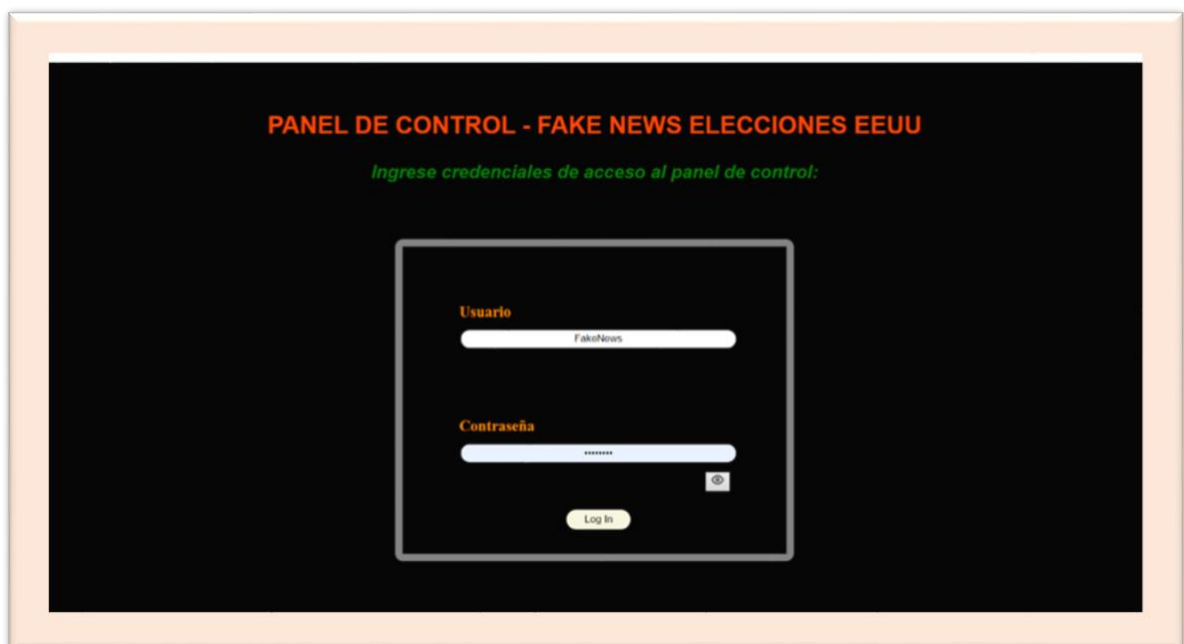 PANEL DE CONTROL - FAKE NEWS ELECCIONES EEUU
Ingrese credenciales de acceso al panel de control:
Usuario
FakeNews
Contraseña
••••••••
Log In